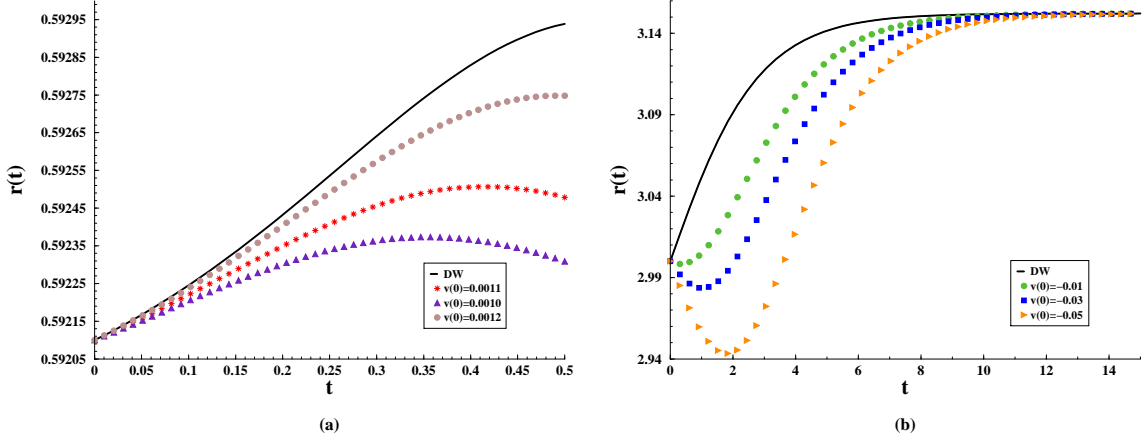 0.59295
0.59285
0.59275
0.59265
0.59255
0.59245
0.59235
0.59225
0.59215
0.59205
r(t)
0 0.05 0.1 0.15 0.2 0.25 0.3 0.35 0.4 0.45 0.5
t
DW
v(0)=0.0011
v(0)=0.0010
v(0)=0.0012
(a)
3.14
3.09
3.04
2.99
2.94
r(t)
0 2 4 6 8 10 12 14
t
DW
v(0)=−0.01
v(0)=−0.03
v(0)=−0.05
(b)